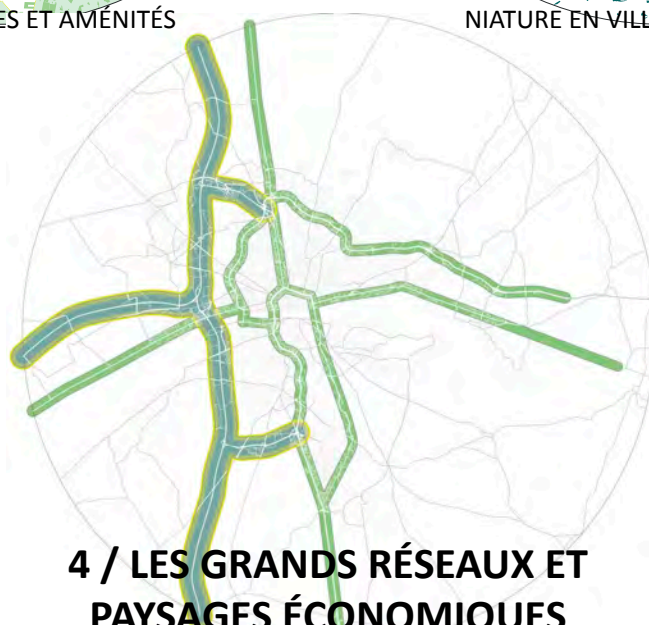 ES ET AMÉNITÉS
NIATURE EN VILL
4 / LES GRANDS RÉSEAUX ET
PAYSAGES ÉCONOMIQUES